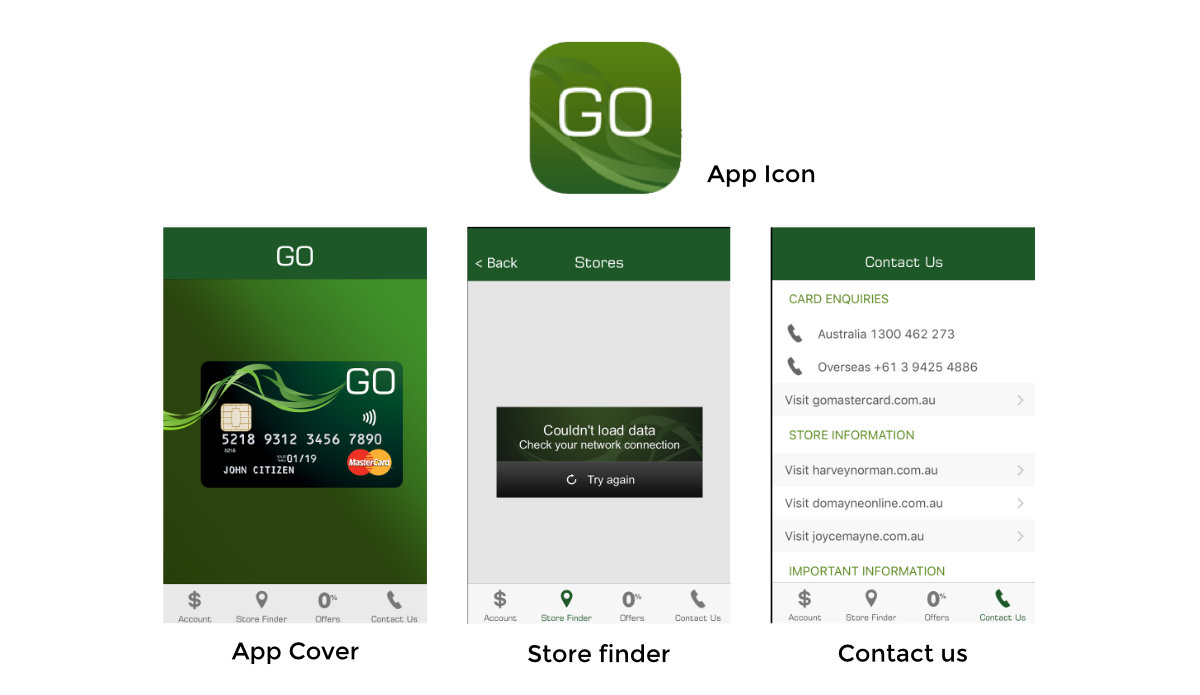 GO
App Icon
GO
GO
5218 9312 3456 7890
5218
01/19
JOHN CITIZEN
MasterCard
$
0%
Account
Store Finder
Offers
Contact Us
App Cover
< Back
Stores
Couldn't load data
Check your network connection
Try again
$
0%
Account
Store Finder
Offers
Contact Us
Store finder
Contact Us
CARD ENQUIRIES
Australia 1300 462 273
Overseas +61 3 9425 4886
Visit gomastercard.com.au
STORE INFORMATION
Visit harveynorman.com.au
Visit domayneonline.com.au
Visit joycemayne.com.au
IMPORTANT INFORMATION
$
0%
Account
Store Finder
Offers
Contact Us
Contact us